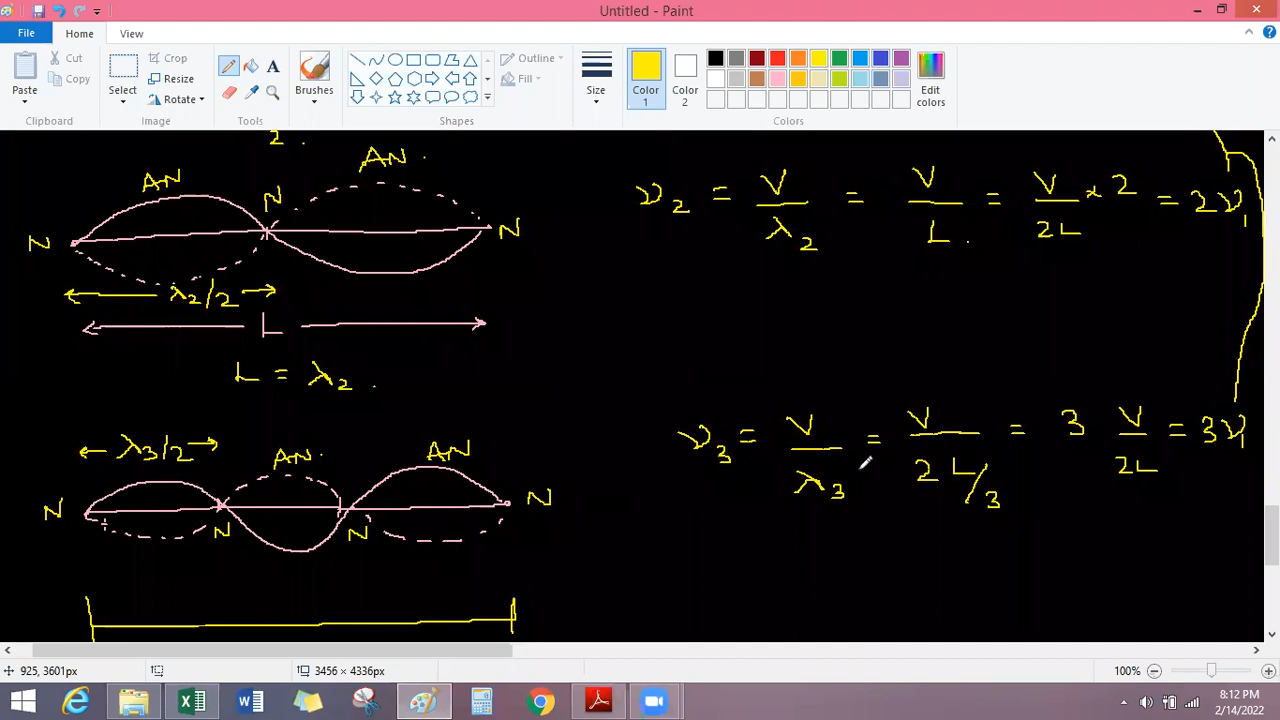 Untitled - Paint
File Home View
Paste Cut Copy Clipboard
Select Crop Resize Rotate Image
Tools
Brushes
Shapes Outline Fill
Size
Color 1 Color 2 Edit colors Colors
2 .
AN AN .
N N N
λ₂/2
L
L = λ₂ .
ν₂ = V/λ₂ = V/L . = V/2L × 2 = 2ν₁
λ₃/2 AN . AN
N N N N
ν₃ = V/λ₃ = V/(2L/3) = 3 V/2L = 3ν₁
925, 3601px 3456 × 4336px 100%
8:12 PM
2/14/2022